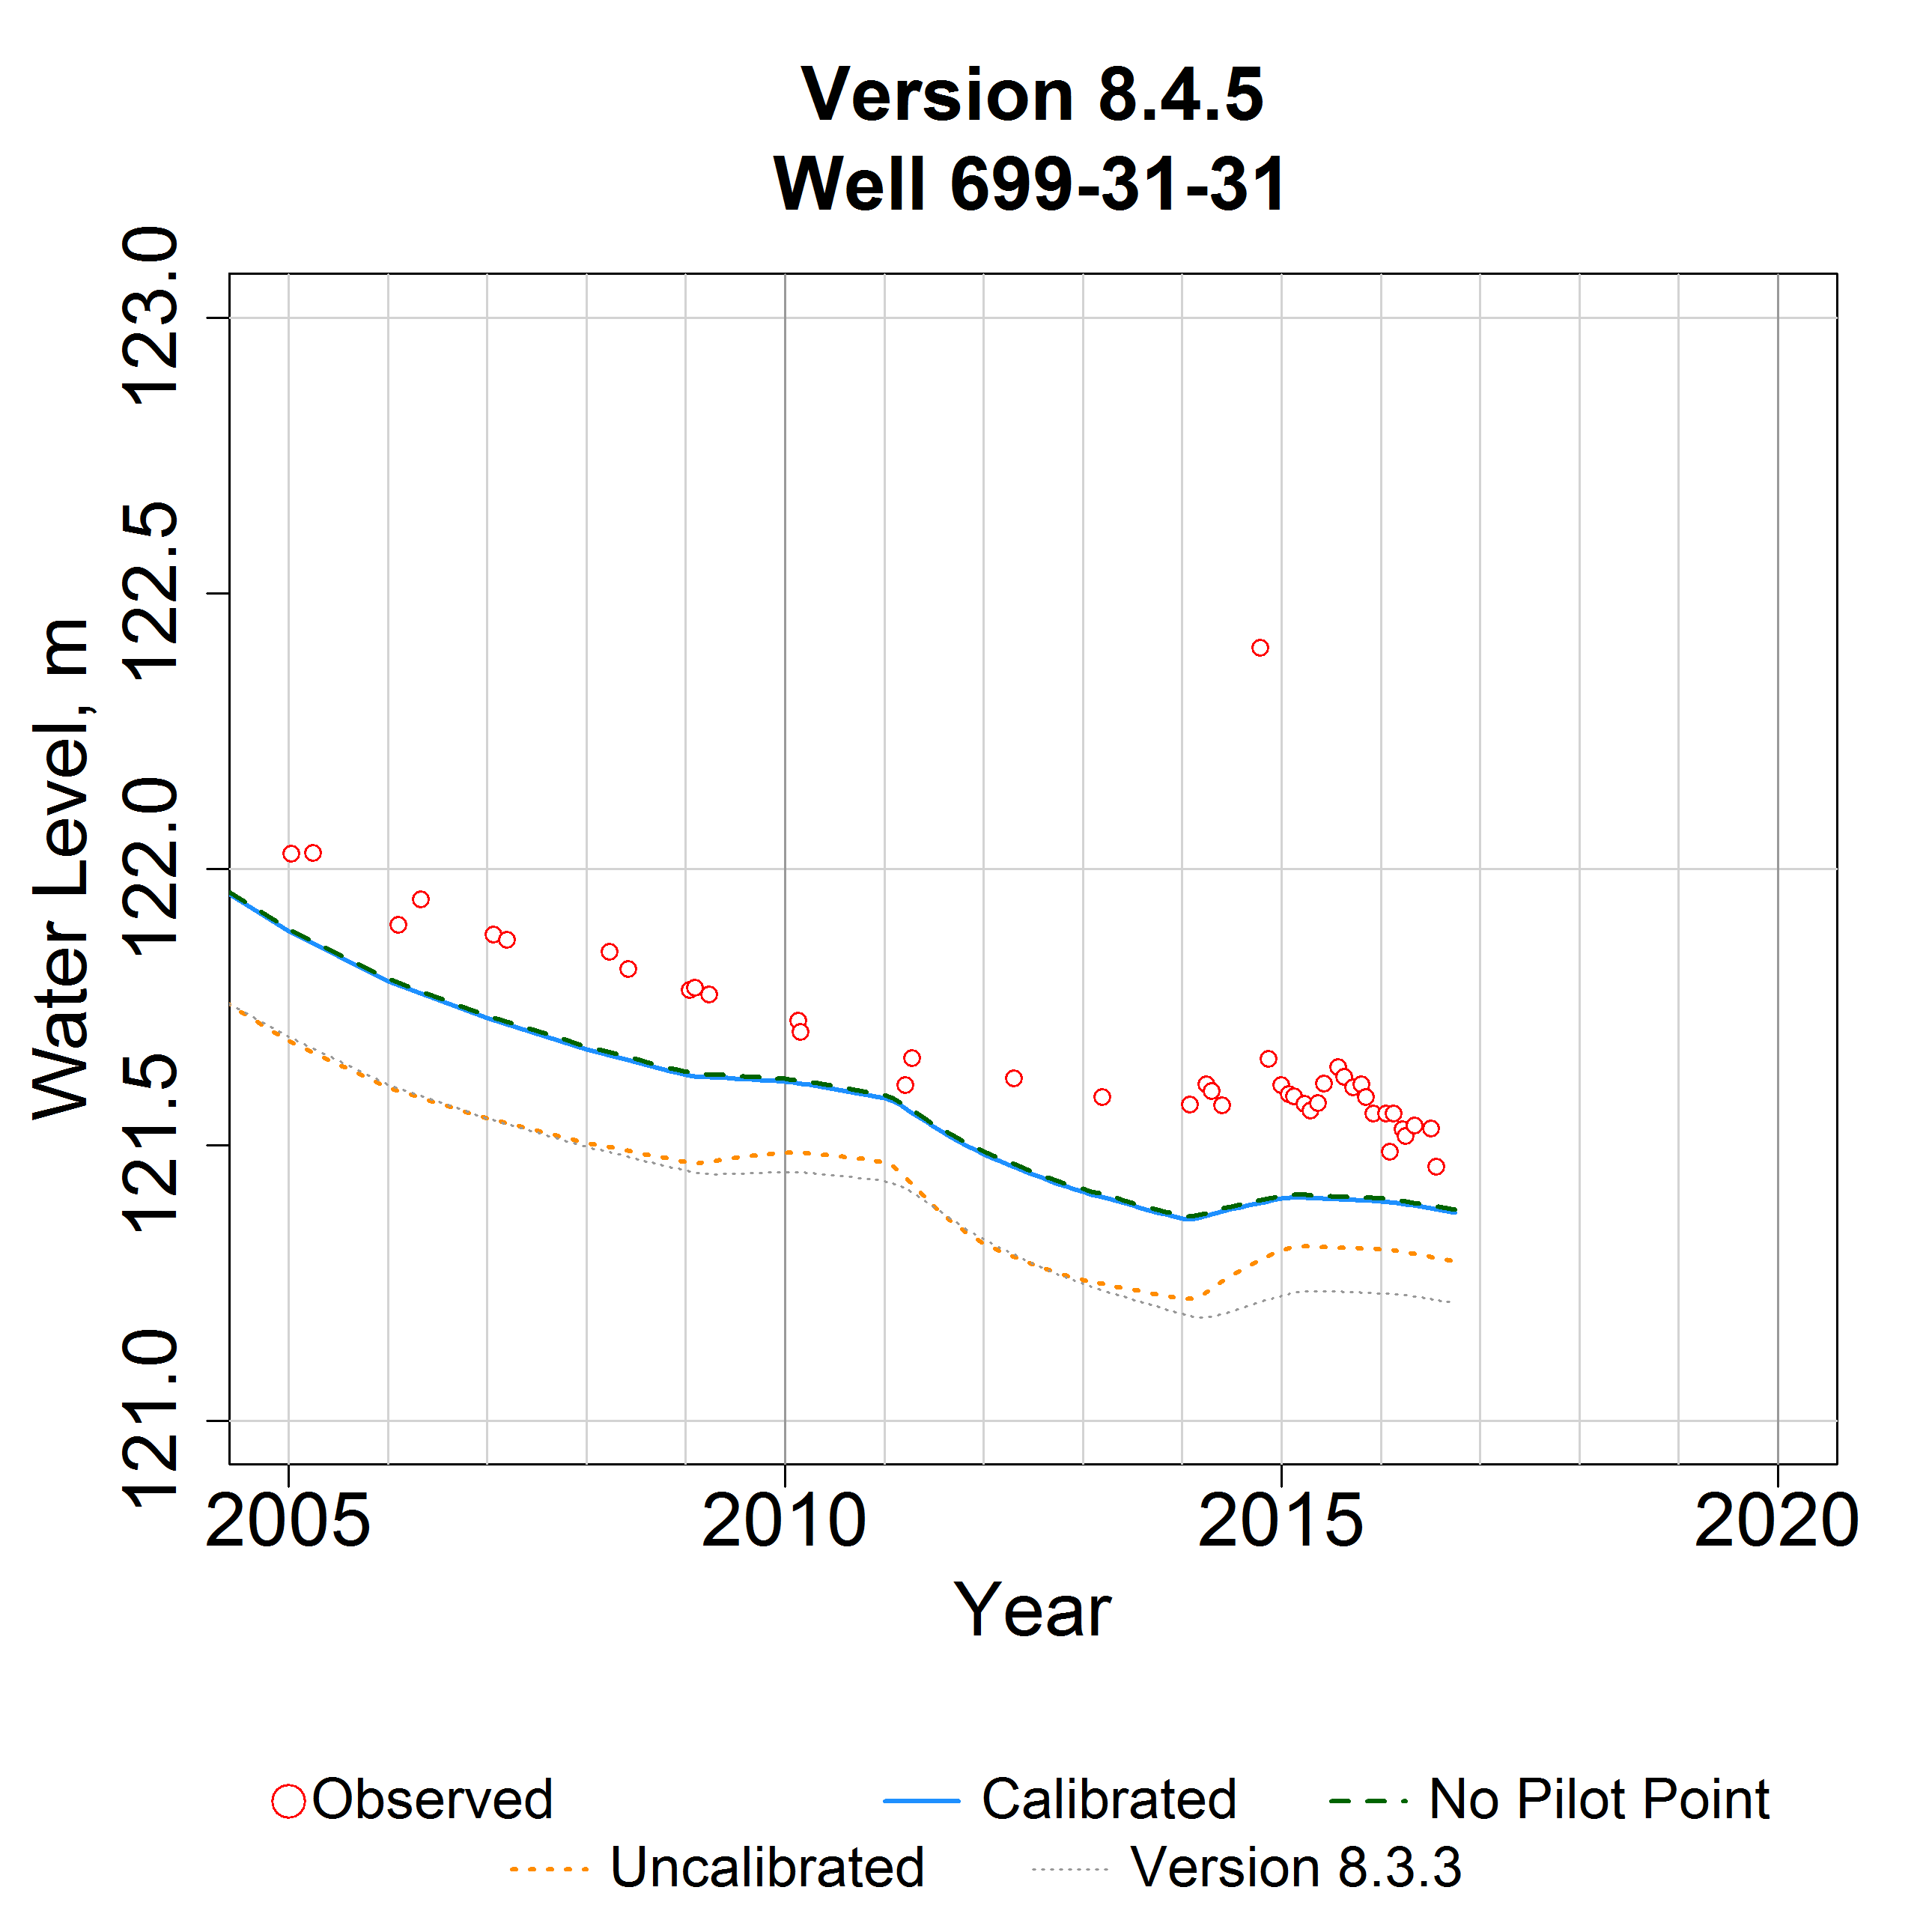 Version 8.4.5
Well 699-31-31
Water Level, m
123.0
122.5
122.0
121.5
121.0
2005 2010 2015 2020
Year
Observed Calibrated No Pilot Point
Uncalibrated Version 8.3.3